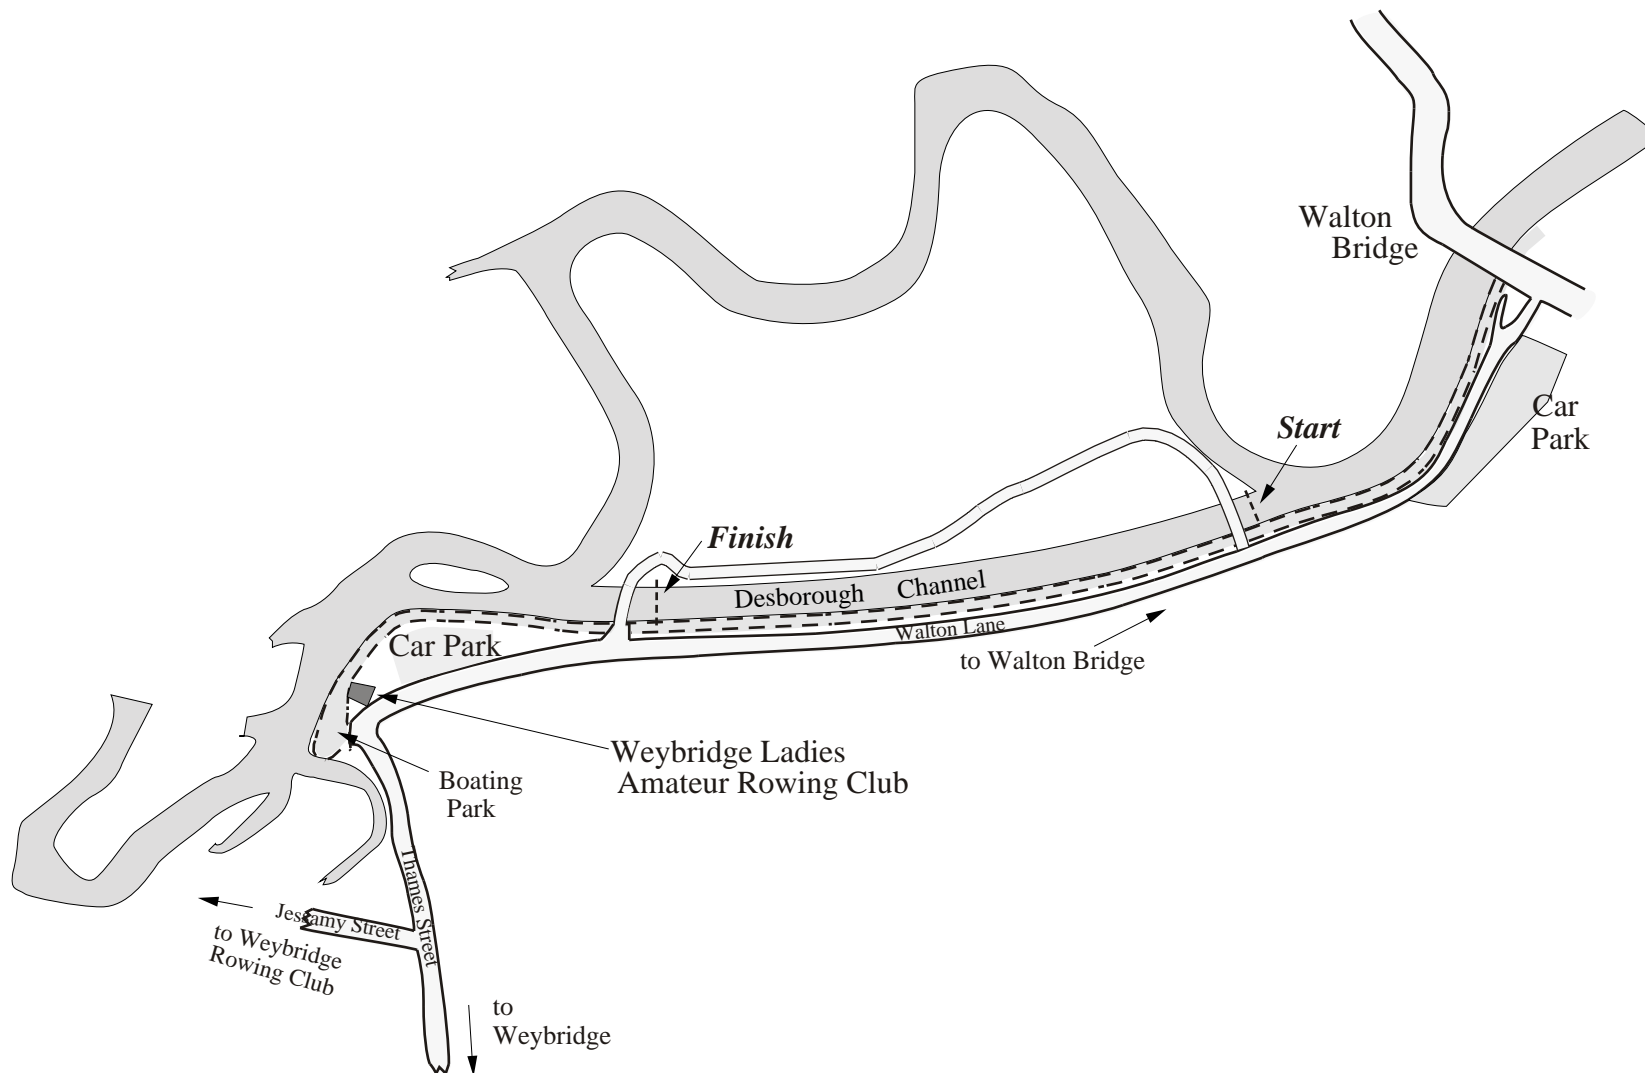 Walton
Bridge
Car
Park
Start
Finish
Desborough Channel
Walton Lane
to Walton Bridge
Car Park
Weybridge Ladies
Amateur Rowing Club
Boating
Park
Thames Street
Jessamy Street
to Weybridge
Rowing Club
to
Weybridge